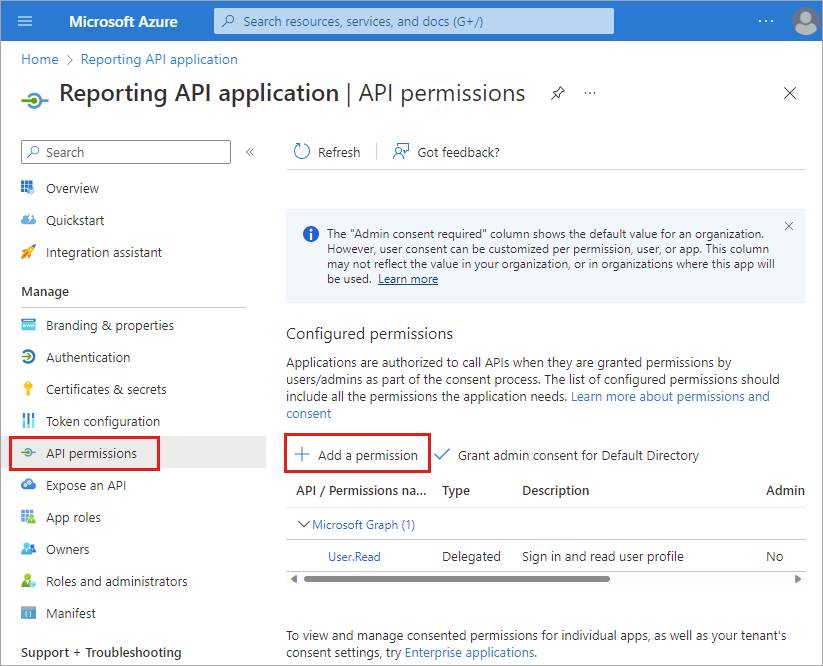 Microsoft Azure
Search resources, services, and docs (G+/)
Home > Reporting API application
Reporting API application | API permissions
Search
Overview
Quickstart
Integration assistant
Manage
Branding & properties
Authentication
Certificates & secrets
Token configuration
API permissions
Expose an API
App roles
Owners
Roles and administrators
Manifest
Support + Troubleshooting
Refresh
Got feedback?
The "Admin consent required" column shows the default value for an organization.
However, user consent can be customized per permission, user, or app. This column
may not reflect the value in your organization, or in organizations where this app will
be used. Learn more
Configured permissions
Applications are authorized to call APIs when they are granted permissions by
users/admins as part of the consent process. The list of configured permissions should
include all the permissions the application needs. Learn more about permissions and
consent
Add a permission
Grant admin consent for Default Directory
API / Permissions na... Type Description Admin
Microsoft Graph (1)
User.Read Delegated Sign in and read user profile No
To view and manage consented permissions for individual apps, as well as your tenant's
consent settings, try Enterprise applications.